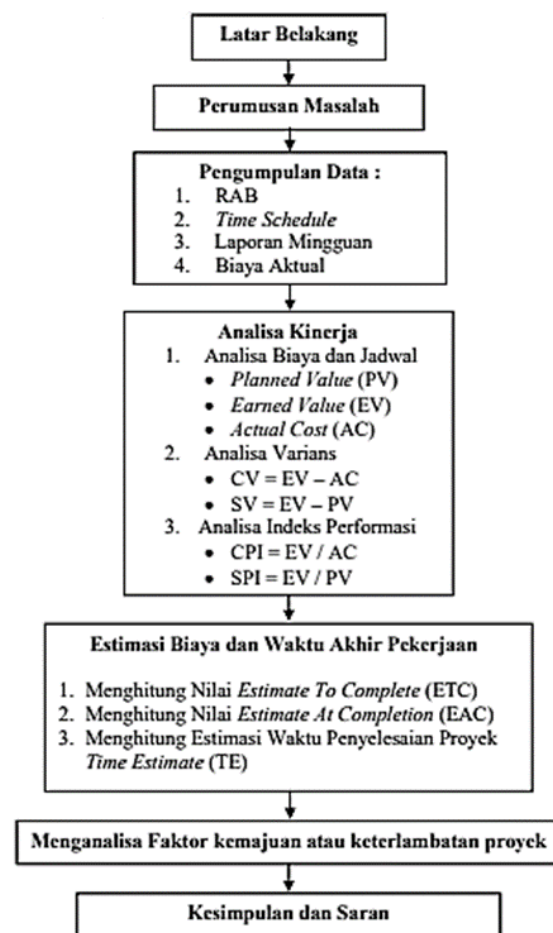 Latar Belakang
Perumusan Masalah
Pengumpulan Data :
1. RAB
2. Time Schedule
3. Laporan Mingguan
4. Biaya Aktual
Analisa Kinerja
1. Analisa Biaya dan Jadwal
• Planned Value (PV)
• Earned Value (EV)
• Actual Cost (AC)
2. Analisa Varians
• CV = EV – AC
• SV = EV – PV
3. Analisa Indeks Performasi
• CPI = EV / AC
• SPI = EV / PV
Estimasi Biaya dan Waktu Akhir Pekerjaan
1. Menghitung Nilai Estimate To Complete (ETC)
2. Menghitung Nilai Estimate At Completion (EAC)
3. Menghitung Estimasi Waktu Penyelesaian Proyek
Time Estimate (TE)
Menganalisa Faktor kemajuan atau keterlambatan proyek
Kesimpulan dan Saran